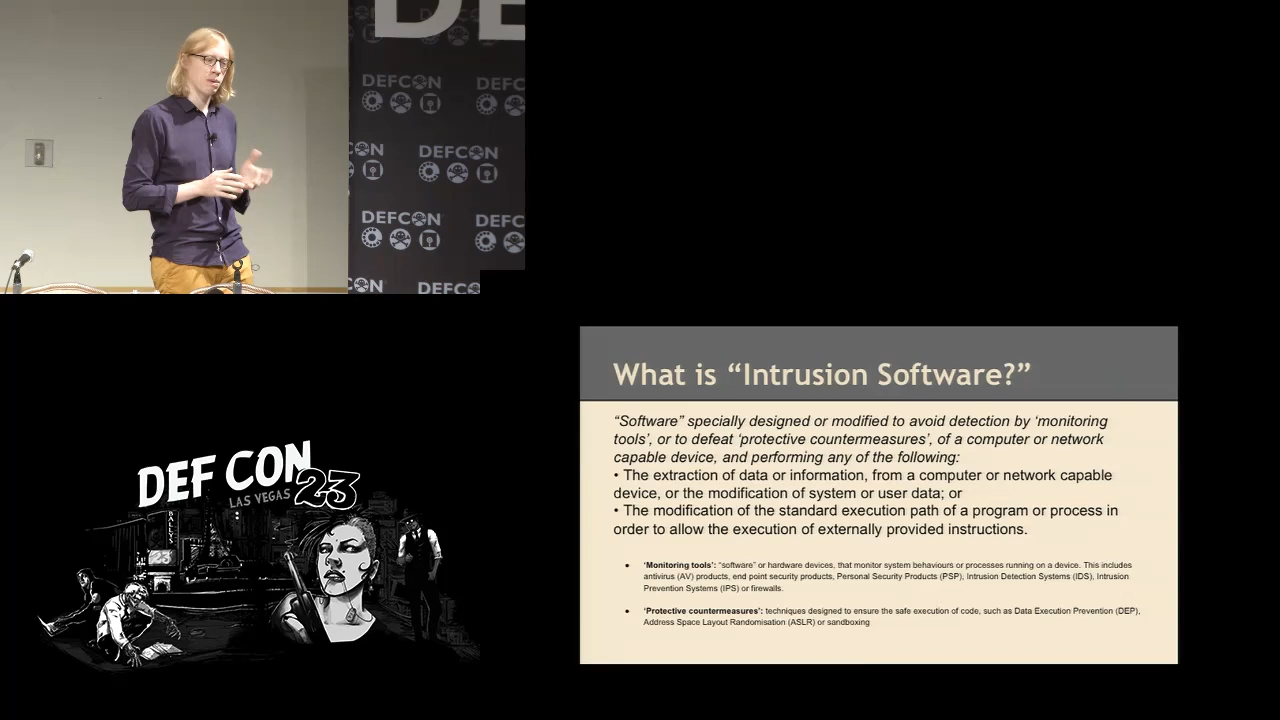 DE
DEFCON DEFC
CON DEFCON
DEFCON DEFC
CON DEFC
What is “Intrusion Software?”
“Software” specially designed or modified to avoid detection by ‘monitoring
tools’, or to defeat ‘protective countermeasures’, of a computer or network
capable device, and performing any of the following:
• The extraction of data or information, from a computer or network capable
device, or the modification of system or user data; or
• The modification of the standard execution path of a program or process in
order to allow the execution of externally provided instructions.
• ‘Monitoring tools’: “software” or hardware devices, that monitor system behaviours or processes running on a device. This includes
antivirus (AV) products, end point security products, Personal Security Products (PSP), Intrusion Detection Systems (IDS), Intrusion
Prevention Systems (IPS) or firewalls.
• ‘Protective countermeasures’: techniques designed to ensure the safe execution of code, such as Data Execution Prevention (DEP),
Address Space Layout Randomisation (ASLR) or sandboxing
DEF CON
LAS VEGAS 23
BALLYS
23